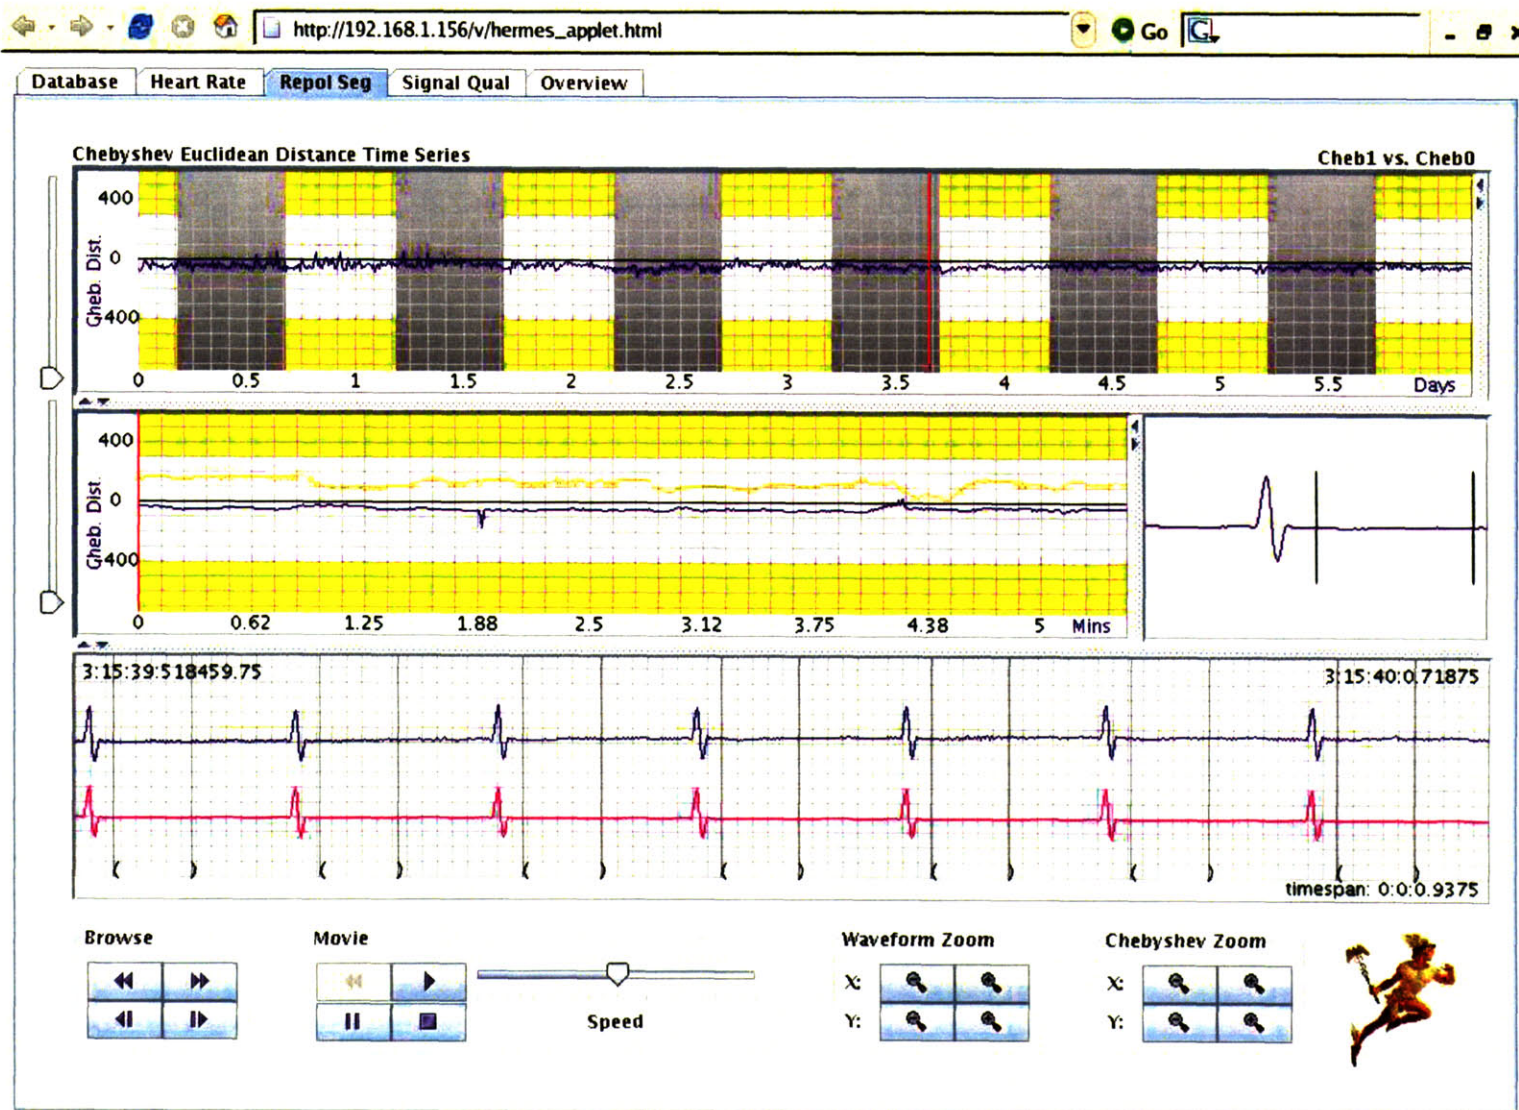 http://192.168.1.156/v/hermes_applet.html
Go
G
Database Heart Rate Repol Seg Signal Qual Overview
Chebyshev Euclidean Distance Time Series Cheb1 vs. Cheb0
400
0
400
Cheb. Dist.
0 0.5 1 1.5 2 2.5 3 3.5 4 4.5 5 5.5 Days
400
0
400
Cheb. Dist.
0 0.62 1.25 1.88 2.5 3.12 3.75 4.38 5 Mins
3:15:39:518459.75 3:15:40:0.71875
( ) ( ) ( ) ( ) ( ) ( ) ( )
timespan: 0:0:0.9375
Browse Movie Waveform Zoom Chebyshev Zoom
X: X:
Speed Y: Y: